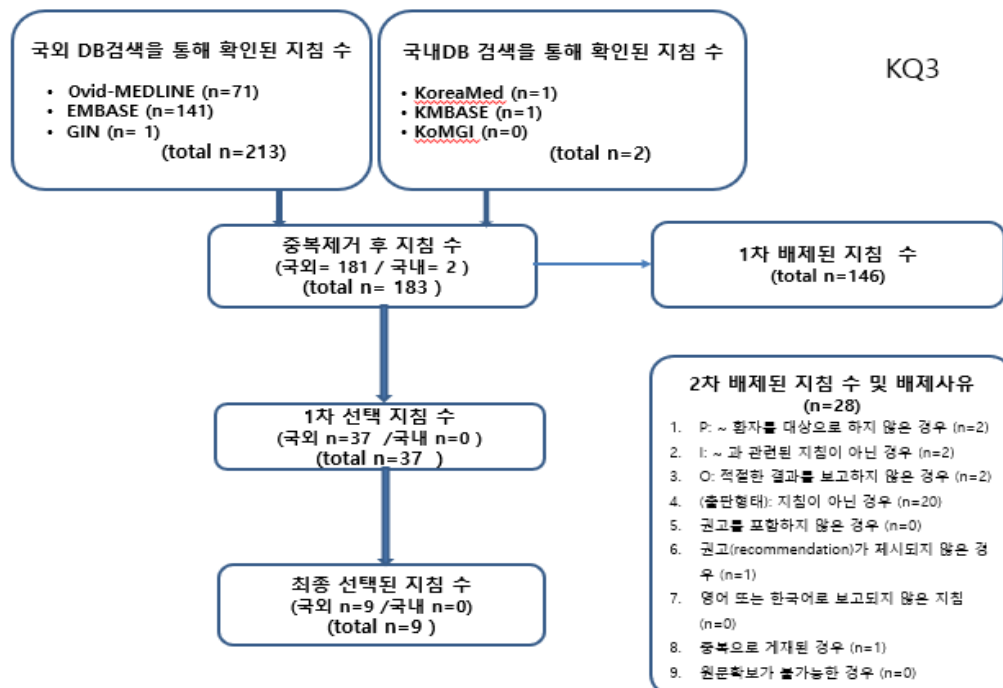 국외 DB검색을 통해 확인된 지침 수
• Ovid-MEDLINE (n=71)
• EMBASE (n=141)
• GIN (n= 1)
(total n=213)
국내DB 검색을 통해 확인된 지침 수
• KoreaMed (n=1)
• KMBASE (n=1)
• KoMGI (n=0)
(total n=2)
KQ3
중복제거 후 지침 수
(국외= 181 / 국내= 2 )
(total n= 183 )
1차 배제된 지침 수
(total n=146)
1차 선택 지침 수
(국외 n=37 /국내 n=0 )
(total n=37 )
2차 배제된 지침 수 및 배제사유
(n=28)
1. P: ~ 환자를 대상으로 하지 않은 경우 (n=2)
2. I: ~ 과 관련된 지침이 아닌 경우 (n=2)
3. O: 적절한 결과를 보고하지 않은 경우 (n=2)
4. (출판형태): 지침이 아닌 경우 (n=20)
5. 권고를 포함하지 않은 경우 (n=0)
6. 권고(recommendation)가 제시되지 않은 경
우 (n=1)
7. 영어 또는 한국어로 보고되지 않은 지침
(n=0)
8. 중복으로 게재된 경우 (n=1)
9. 원문확보가 불가능한 경우 (n=0)
최종 선택된 지침 수
(국외 n=9 /국내 n=0)
(total n=9 )